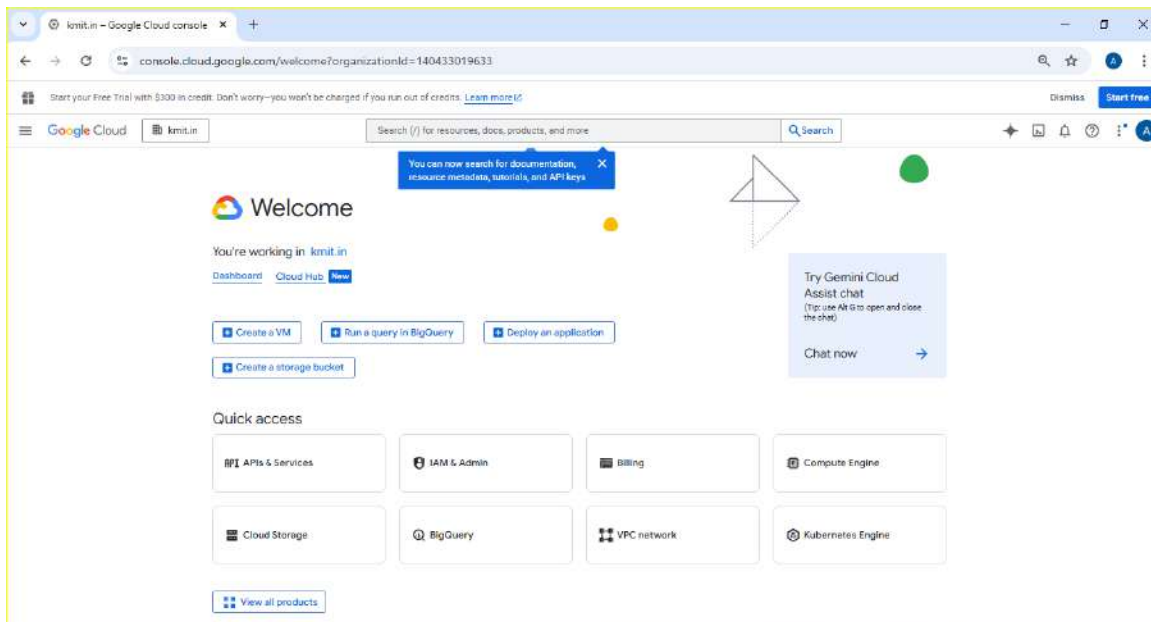 kmit.in – Google Cloud console
console.cloud.google.com/welcome?organizationId=140433019633
A
Start your Free Trial with $300 in credit. Don't worry—you won't be charged if you run out of credits. Learn more
Dismiss
Start free
Google Cloud
kmit.in
Search (/) for resources, docs, products, and more
Search
A
You can now search for documentation,
resource metadata, tutorials, and API keys
Welcome
You're working in kmit.in
Dashboard Cloud Hub New
Try Gemini Cloud
Assist chat
(Tip: use Alt G to open and close
the chat)
Chat now
Create a VM
Run a query in BigQuery
Deploy an application
Create a storage bucket
Quick access
API APIs & Services
IAM & Admin
Billing
Compute Engine
Cloud Storage
BigQuery
VPC network
Kubernetes Engine
View all products